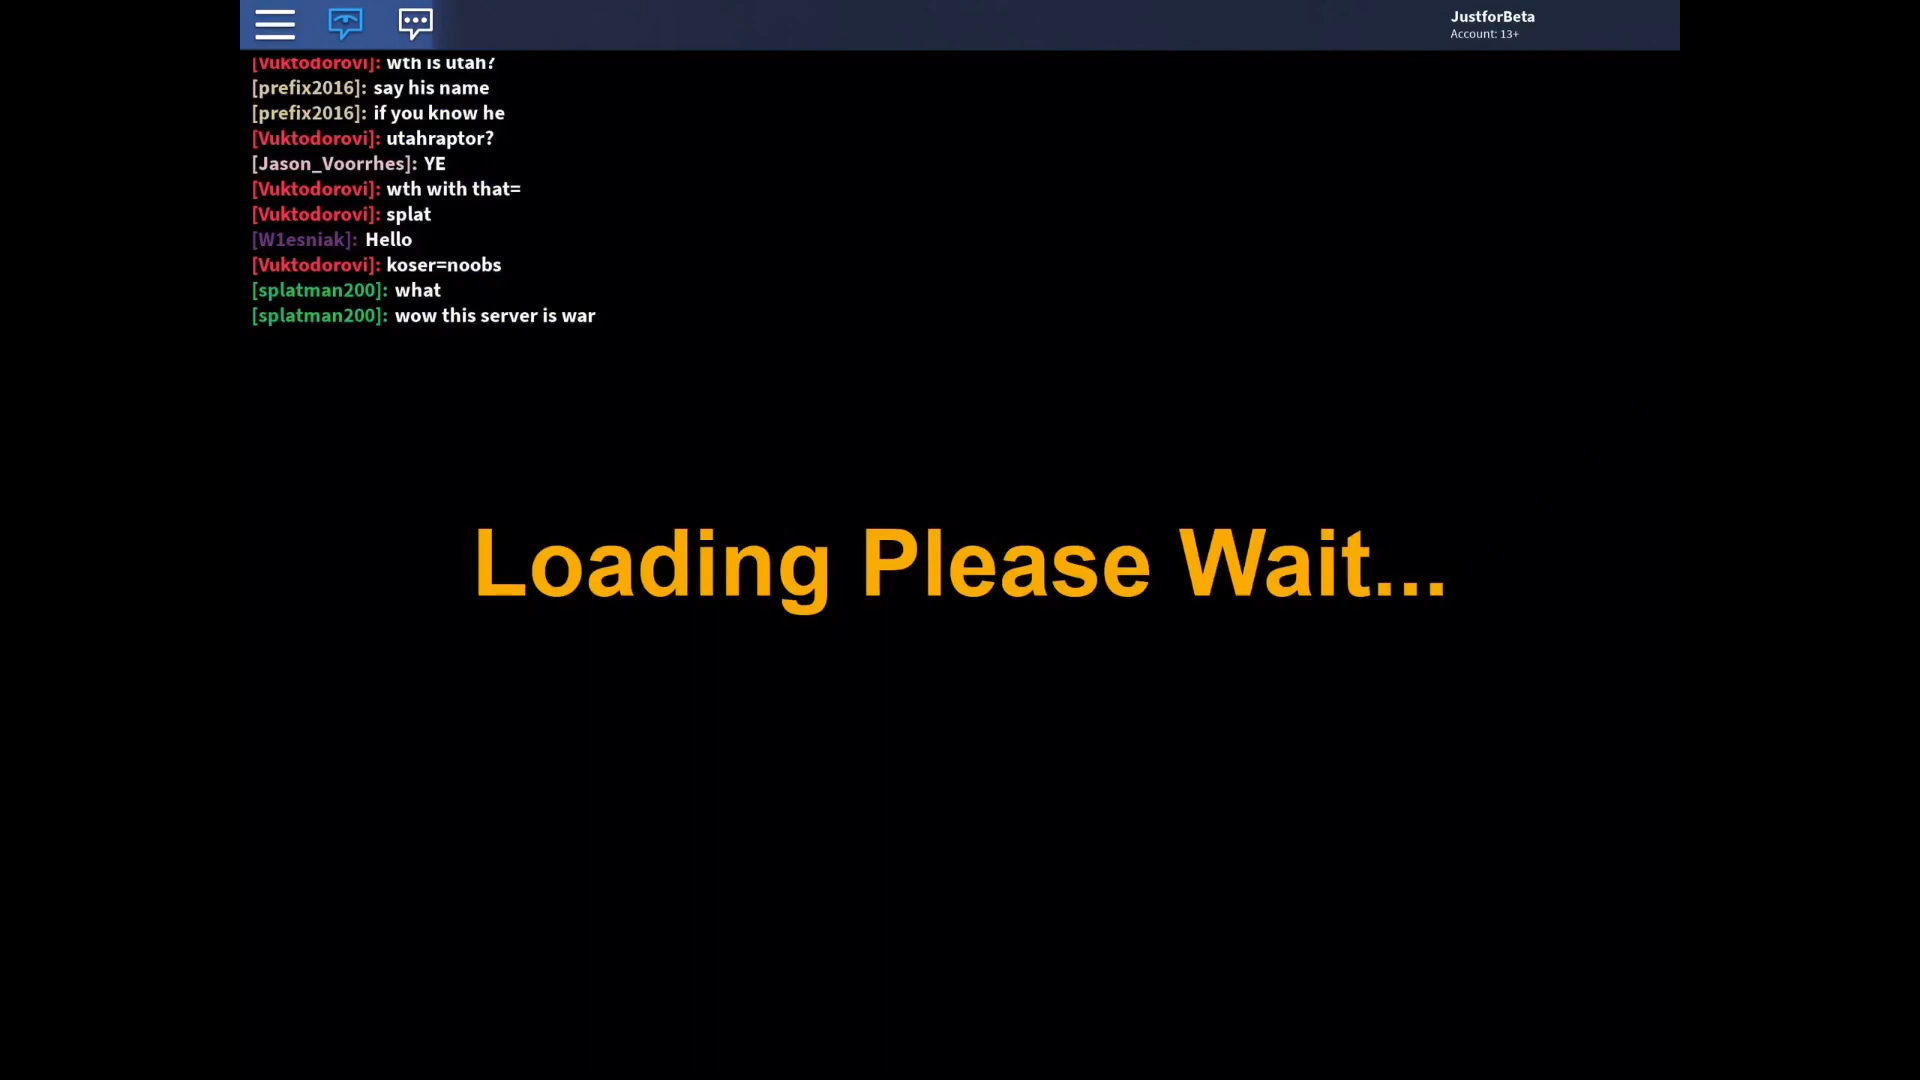 JustforBeta
Account: 13+
[Vuktodorovi]: wth is utah?
[prefix2016]: say his name
[prefix2016]: if you know he
[Vuktodorovi]: utahraptor?
[Jason_Voorrhes]: YE
[Vuktodorovi]: wth with that=
[Vuktodorovi]: splat
[W1esniak]: Hello
[Vuktodorovi]: koser=noobs
[splatman200]: what
[splatman200]: wow this server is war
Loading Please Wait...